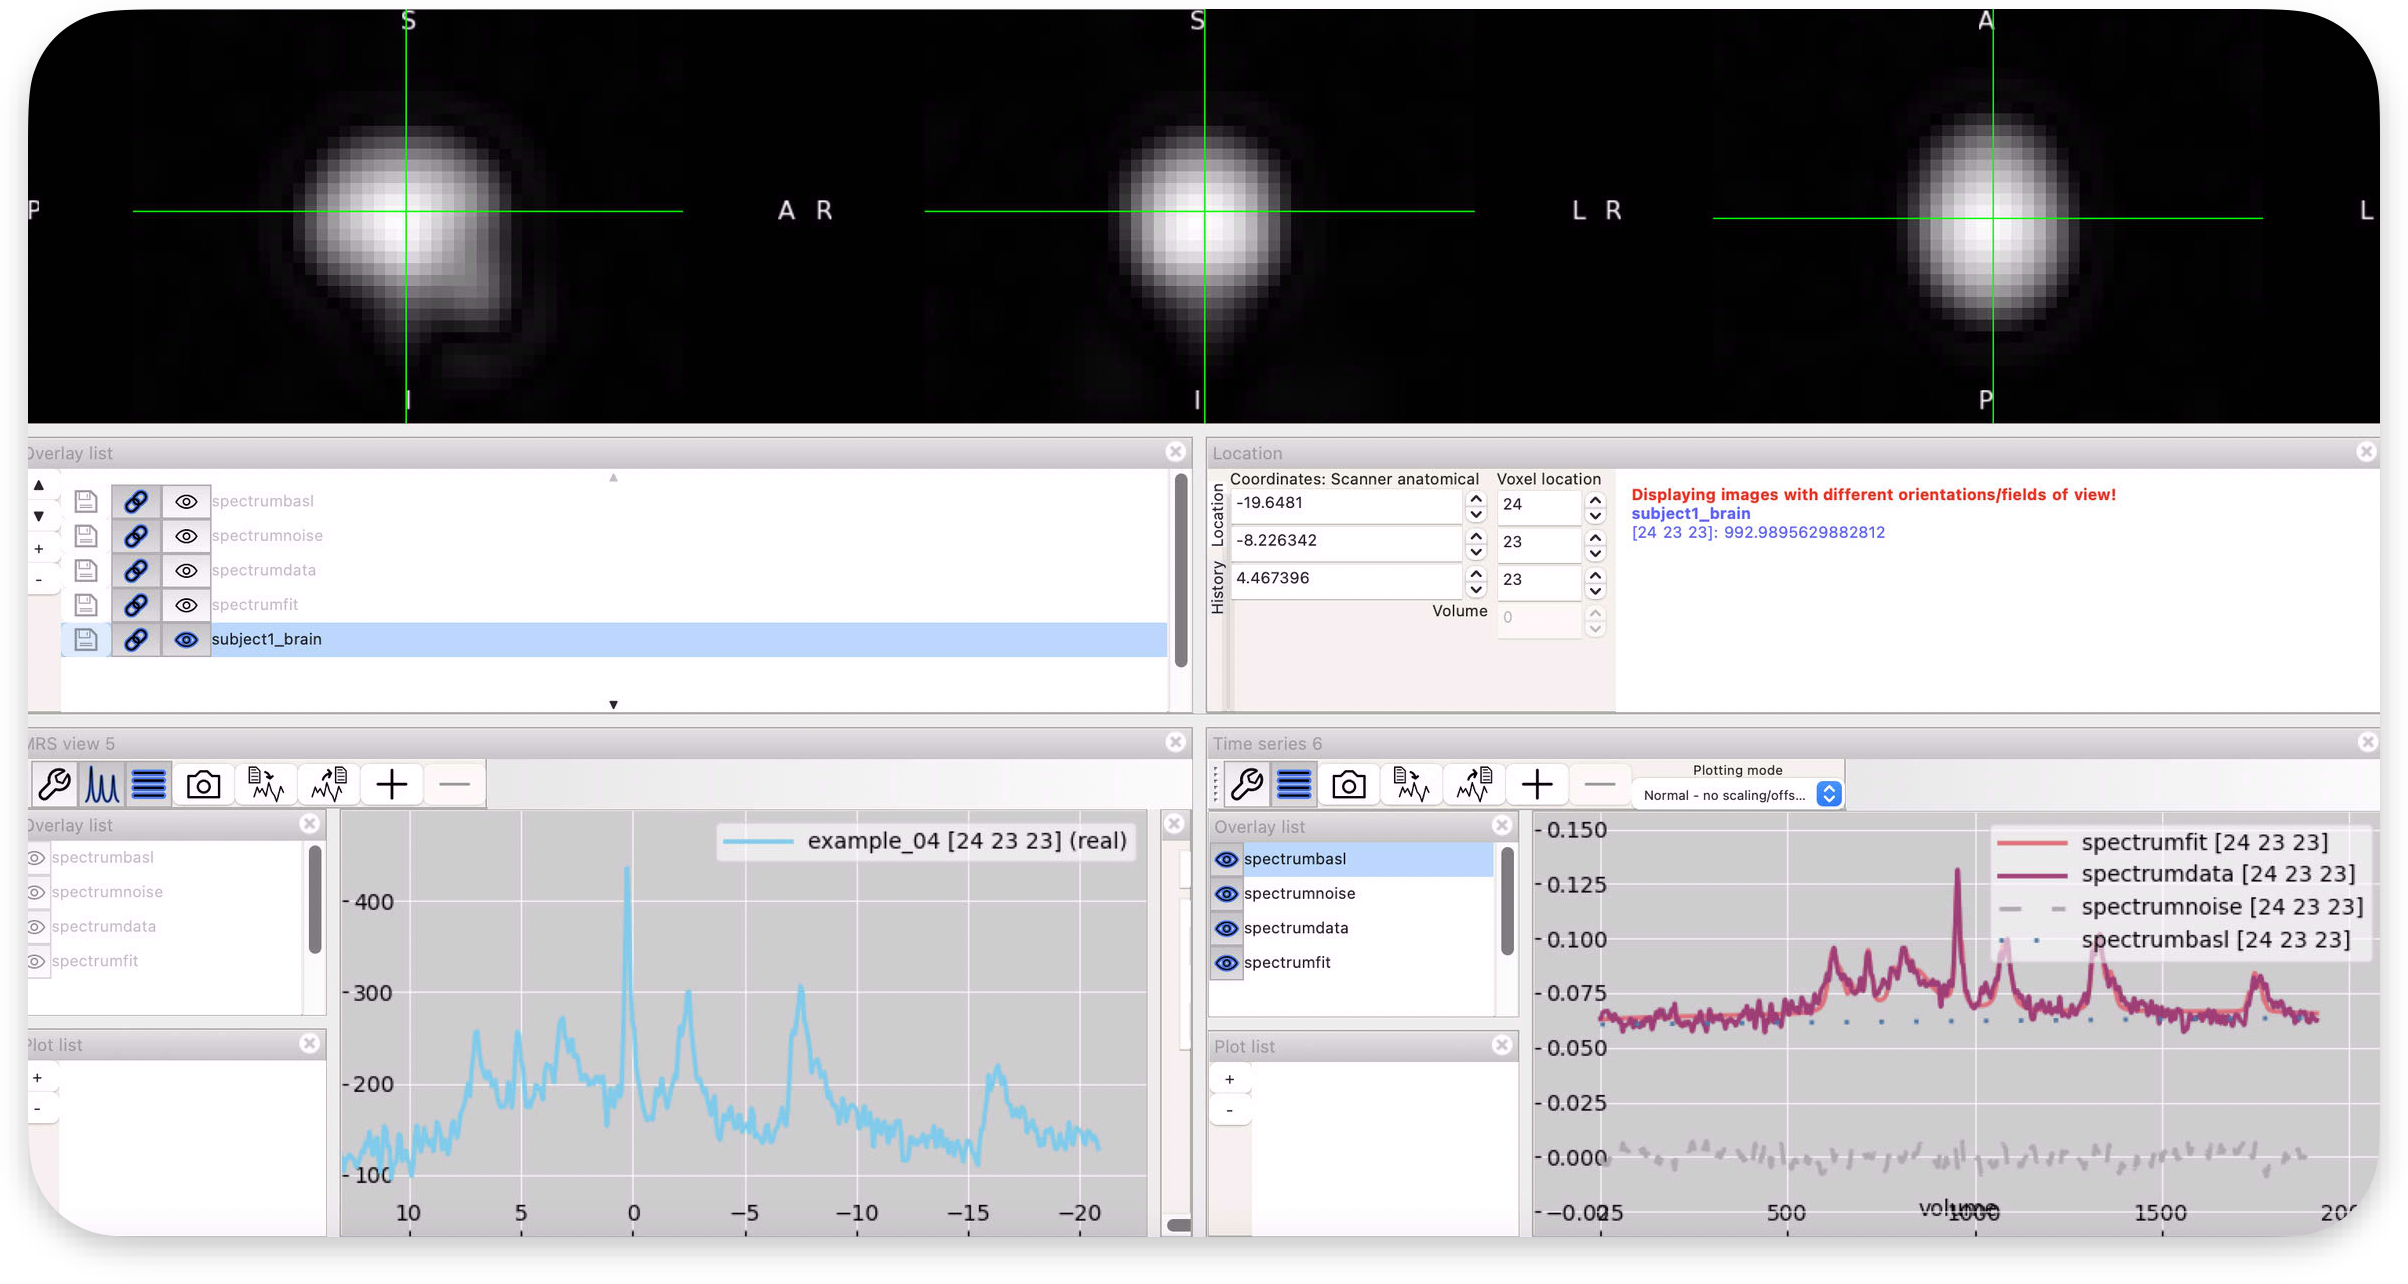 S
S
A
P
A
R
L
R
L
I
I
P
Overlay list
spectrumbasl
spectrumnoise
spectrumdata
spectrumfit
subject1_brain
+
-
Location
Location
History
Coordinates: Scanner anatomical
Voxel location
-19.6481
24
-8.226342
23
4.467396
23
Volume
0
Displaying images with different orientations/fields of view!
subject1_brain
[24 23 23]: 992.9895629882812
MRS view 5
Overlay list
spectrumbasl
spectrumnoise
spectrumdata
spectrumfit
Plot list
+
-
example_04 [24 23 23] (real)
400
300
200
100
10 5 0 −5 −10 −15 −20
Time series 6
Plotting mode
Normal - no scaling/offs...
Overlay list
spectrumbasl
spectrumnoise
spectrumdata
spectrumfit
Plot list
+
-
spectrumfit [24 23 23]
spectrumdata [24 23 23]
spectrumnoise [24 23 23]
spectrumbasl [24 23 23]
0.150
0.125
0.100
0.075
0.050
0.025
0.000
−0.025
500 1000 1500
volume